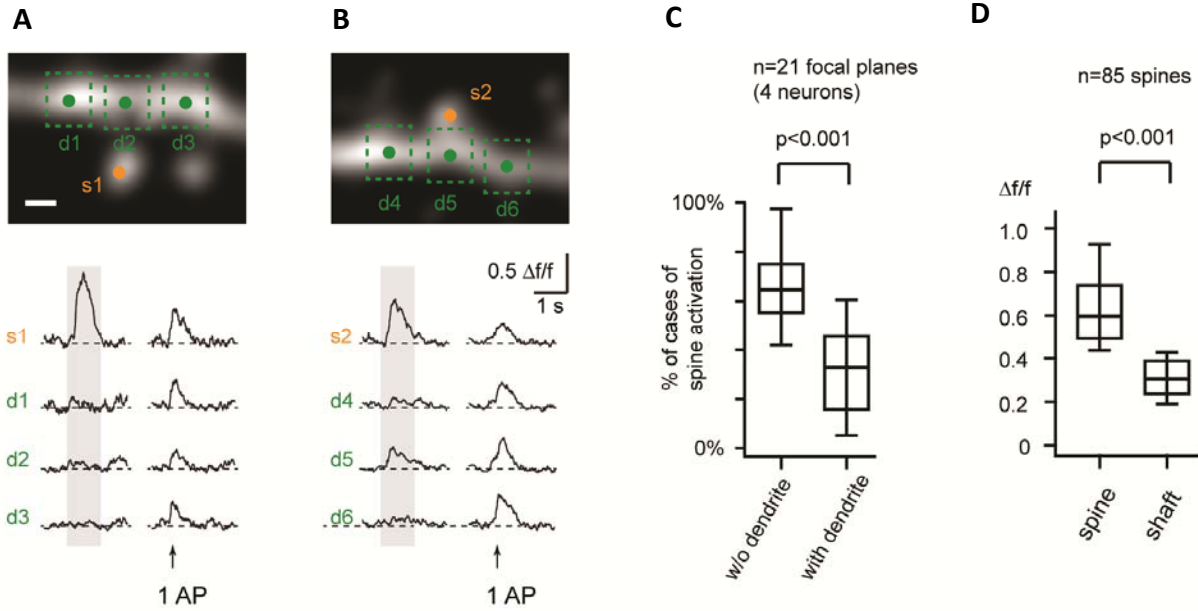 A
B
C
D
d1
d2
d3
s1
s2
d4
d5
d6
s1
d1
d2
d3
1 AP
0.5 Δf/f
1 s
s2
d4
d5
d6
1 AP
n=21 focal planes
(4 neurons)
p<0.001
% of cases of
spine activation
100%
0%
w/o dendrite
with dendrite
n=85 spines
p<0.001
Δf/f
1.0
0.8
0.6
0.4
0.2
0
spine
shaft